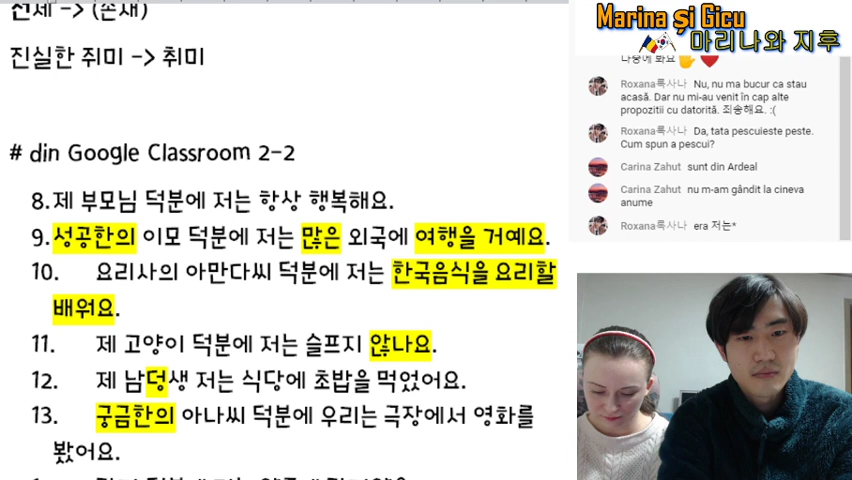 전세 -> (존재)
진실한 쥐미 -> 취미
# din Google Classroom 2-2
8. 제 부모님 덕분에 저는 항상 행복해요.
9. 성공한의 이모 덕분에 저는 많은 외국에 여행을 거예요.
10. 요리사의 아만다씨 덕분에 저는 한국음식을 요리할
배워요.
11. 제 고양이 덕분에 저는 슬프지 않나요.
12. 제 남덩생 저는 식당에 초밥을 먹었어요.
13. 궁금한의 아나씨 덕분에 우리는 극장에서 영화를
봤어요.
Marina și Gicu
마리나와 지후
나중에 봐요
Roxana록사나 Nu, nu ma bucur ca stau
acasă. Dar nu mi-au venit în cap alte
propozitii cu datorită. 죄송해요. :(
Roxana록사나 Da, tata pescuieste peste.
Cum spun a pescui?
Carina Zahut sunt din Ardeal
Carina Zahut nu m-am gândit la cineva
anume
Roxana록사나 era 저는*